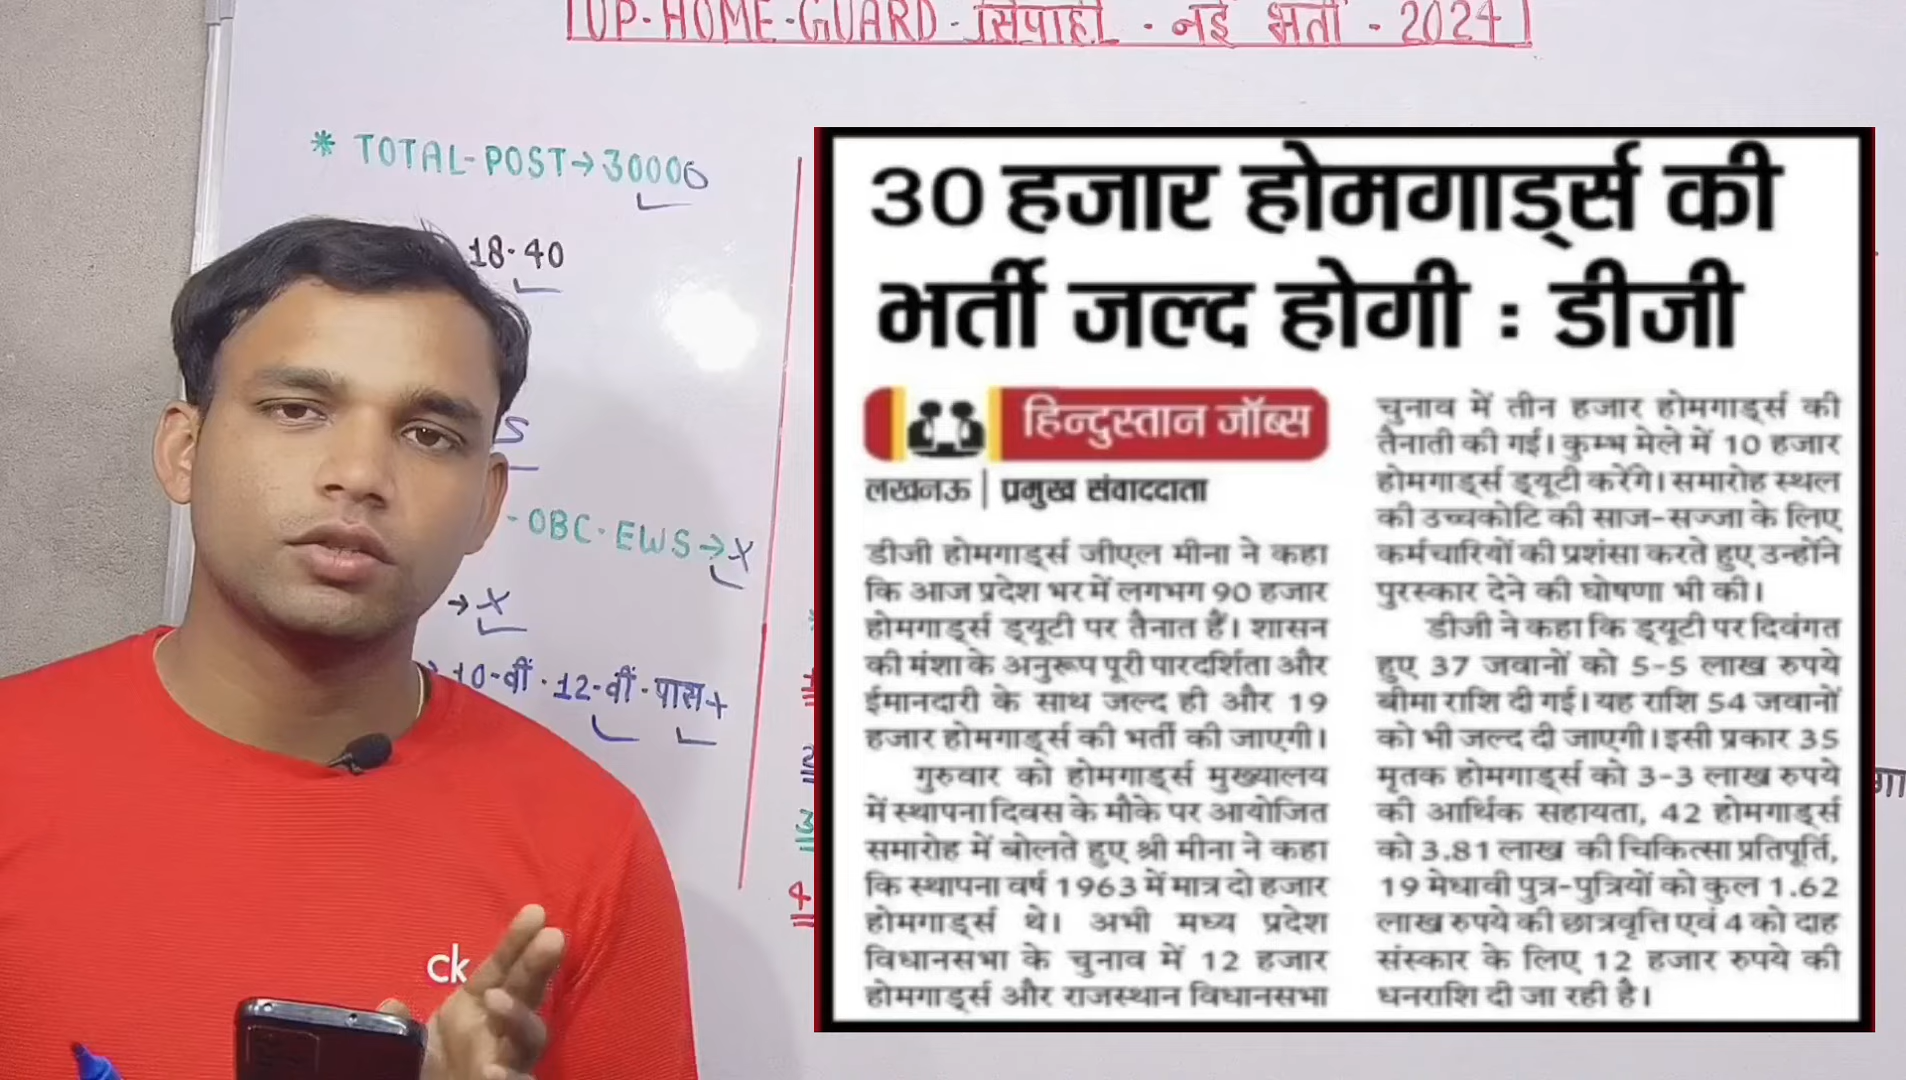 UP-HOME-GUARD-सिपाही - नई भर्ती - 2024
* TOTAL-POST→30000
18-40
S
-OBC-EWS→X
→X
10-वीं-12-वीं-पास+
30 हजार होमगार्ड्स की
भर्ती जल्द होगी : डीजी
हिन्दुस्तान जॉब्स
लखनऊ | प्रमुख संवाददाता
डीजी होमगार्ड्स जीएल मीना ने कहा
कि आज प्रदेश भर में लगभग 90 हजार
होमगार्ड्स ड्यूटी पर तैनात हैं। शासन
की मंशा के अनुरूप पूरी पारदर्शिता और
ईमानदारी के साथ जल्द ही और 19
हजार होमगार्ड्स की भर्ती की जाएगी।
गुरुवार को होमगार्ड्स मुख्यालय
में स्थापना दिवस के मौके पर आयोजित
समारोह में बोलते हुए श्री मीना ने कहा
कि स्थापना वर्ष 1963 में मात्र दो हजार
होमगार्ड्स थे। अभी मध्य प्रदेश
विधानसभा के चुनाव में 12 हजार
होमगार्ड्स और राजस्थान विधानसभा
चुनाव में तीन हजार होमगार्ड्स की
तैनाती की गई। कुम्भ मेले में 10 हजार
होमगार्ड्स ड्यूटी करेंगे। समारोह स्थल
की उच्चकोटि की साज-सज्जा के लिए
कर्मचारियों की प्रशंसा करते हुए उन्होंने
पुरस्कार देने की घोषणा भी की।
डीजी ने कहा कि ड्यूटी पर दिवंगत
हुए 37 जवानों को 5-5 लाख रुपये
बीमा राशि दी गई। यह राशि 54 जवानों
को भी जल्द दी जाएगी। इसी प्रकार 35
मृतक होमगार्ड्स को 3-3 लाख रुपये
की आर्थिक सहायता, 42 होमगार्ड्स
को 3.81 लाख की चिकित्सा प्रतिपूर्ति,
19 मेधावी पुत्र-पुत्रियों को कुल 1.62
लाख रुपये की छात्रवृत्ति एवं 4 को दाह
संस्कार के लिए 12 हजार रुपये की
धनराशि दी जा रही है।
ck